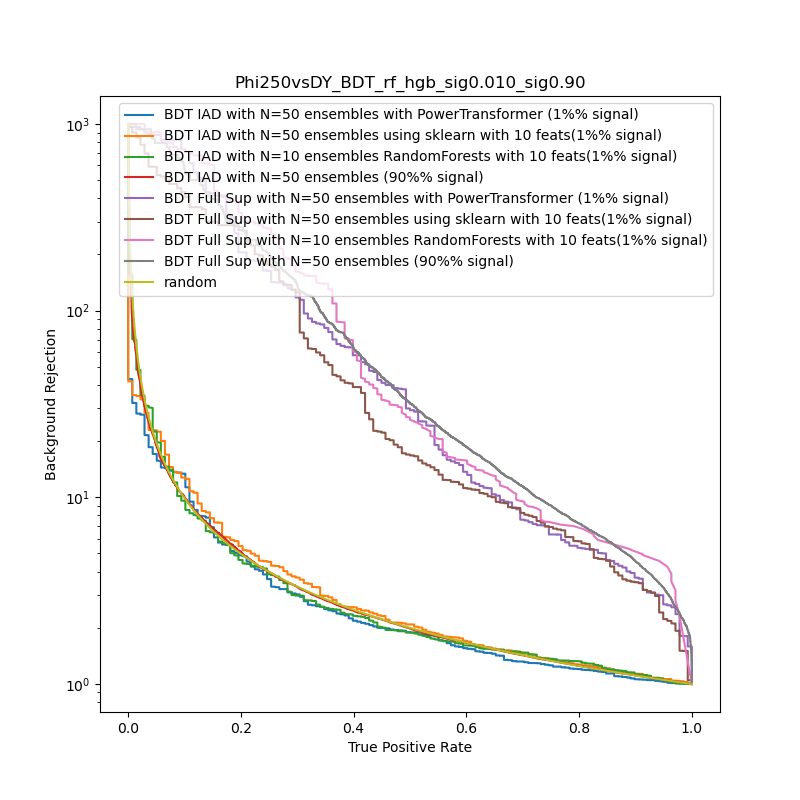 Phi250vsDY_BDT_rf_hgb_sig0.010_sig0.90
BDT IAD with N=50 ensembles with PowerTransformer (1%% signal)
BDT IAD with N=50 ensembles using sklearn with 10 feats(1%% signal)
BDT IAD with N=10 ensembles RandomForests with 10 feats(1%% signal)
BDT IAD with N=50 ensembles (90%% signal)
BDT Full Sup with N=50 ensembles with PowerTransformer (1%% signal)
BDT Full Sup with N=50 ensembles using sklearn with 10 feats(1%% signal)
BDT Full Sup with N=10 ensembles RandomForests with 10 feats(1%% signal)
BDT Full Sup with N=50 ensembles (90%% signal)
random
10³
10²
10¹
10⁰
Background Rejection
0.0 0.2 0.4 0.6 0.8 1.0
True Positive Rate